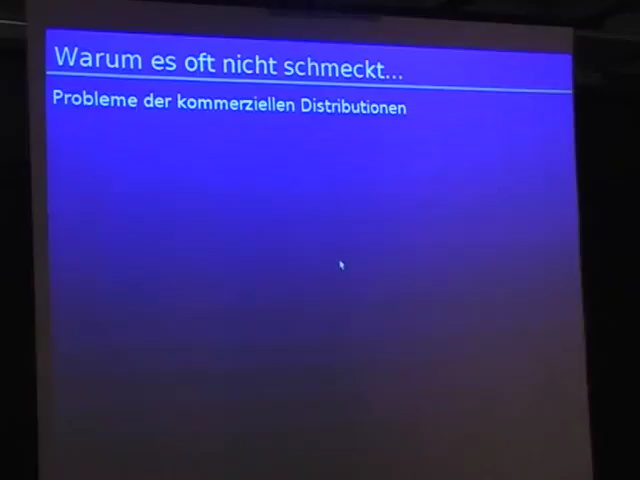 Warum es oft nicht schmeckt...
Probleme der kommerziellen Distributionen